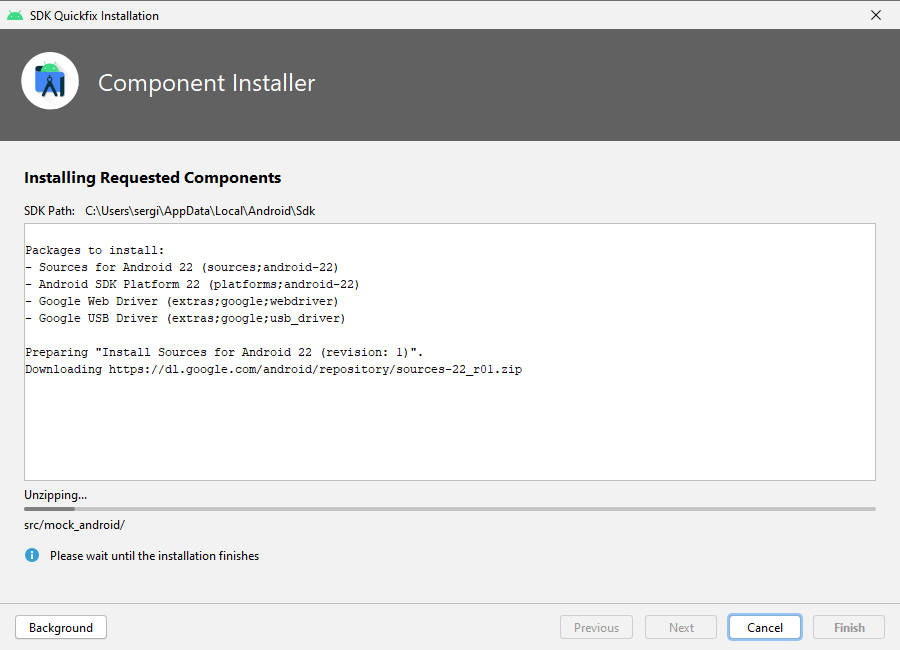 SDK Quickfix Installation
Component Installer
Installing Requested Components
SDK Path: C:\Users\sergi\AppData\Local\Android\Sdk
Packages to install:
- Sources for Android 22 (sources;android-22)
- Android SDK Platform 22 (platforms;android-22)
- Google Web Driver (extras;google;webdriver)
- Google USB Driver (extras;google;usb_driver)
Preparing "Install Sources for Android 22 (revision: 1)".
Downloading https://dl.google.com/android/repository/sources-22_r01.zip
Unzipping...
src/mock_android/
Please wait until the installation finishes
Background Previous Next Cancel Finish